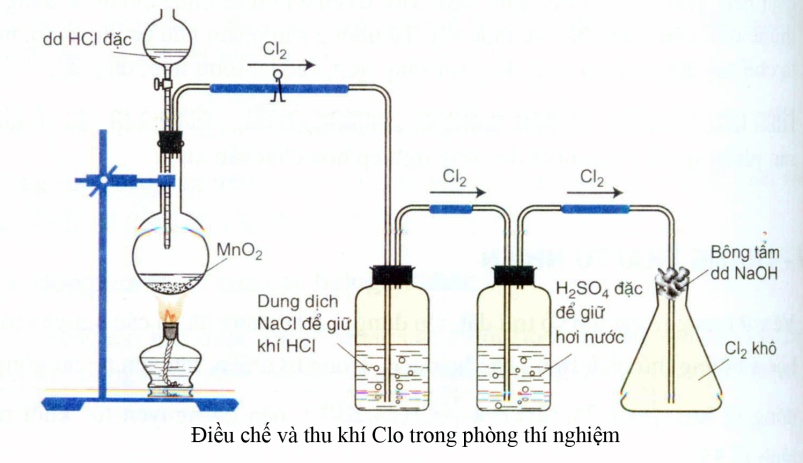 dd HCl đặc
Cl₂
MnO₂
Cl₂
Cl₂
Dung dịch
NaCl để giữ
khí HCl
H₂SO₄ đặc
để giữ
hơi nước
Bông tẩm
dd NaOH
Cl₂ khô
Điều chế và thu khí Clo trong phòng thí nghiệm